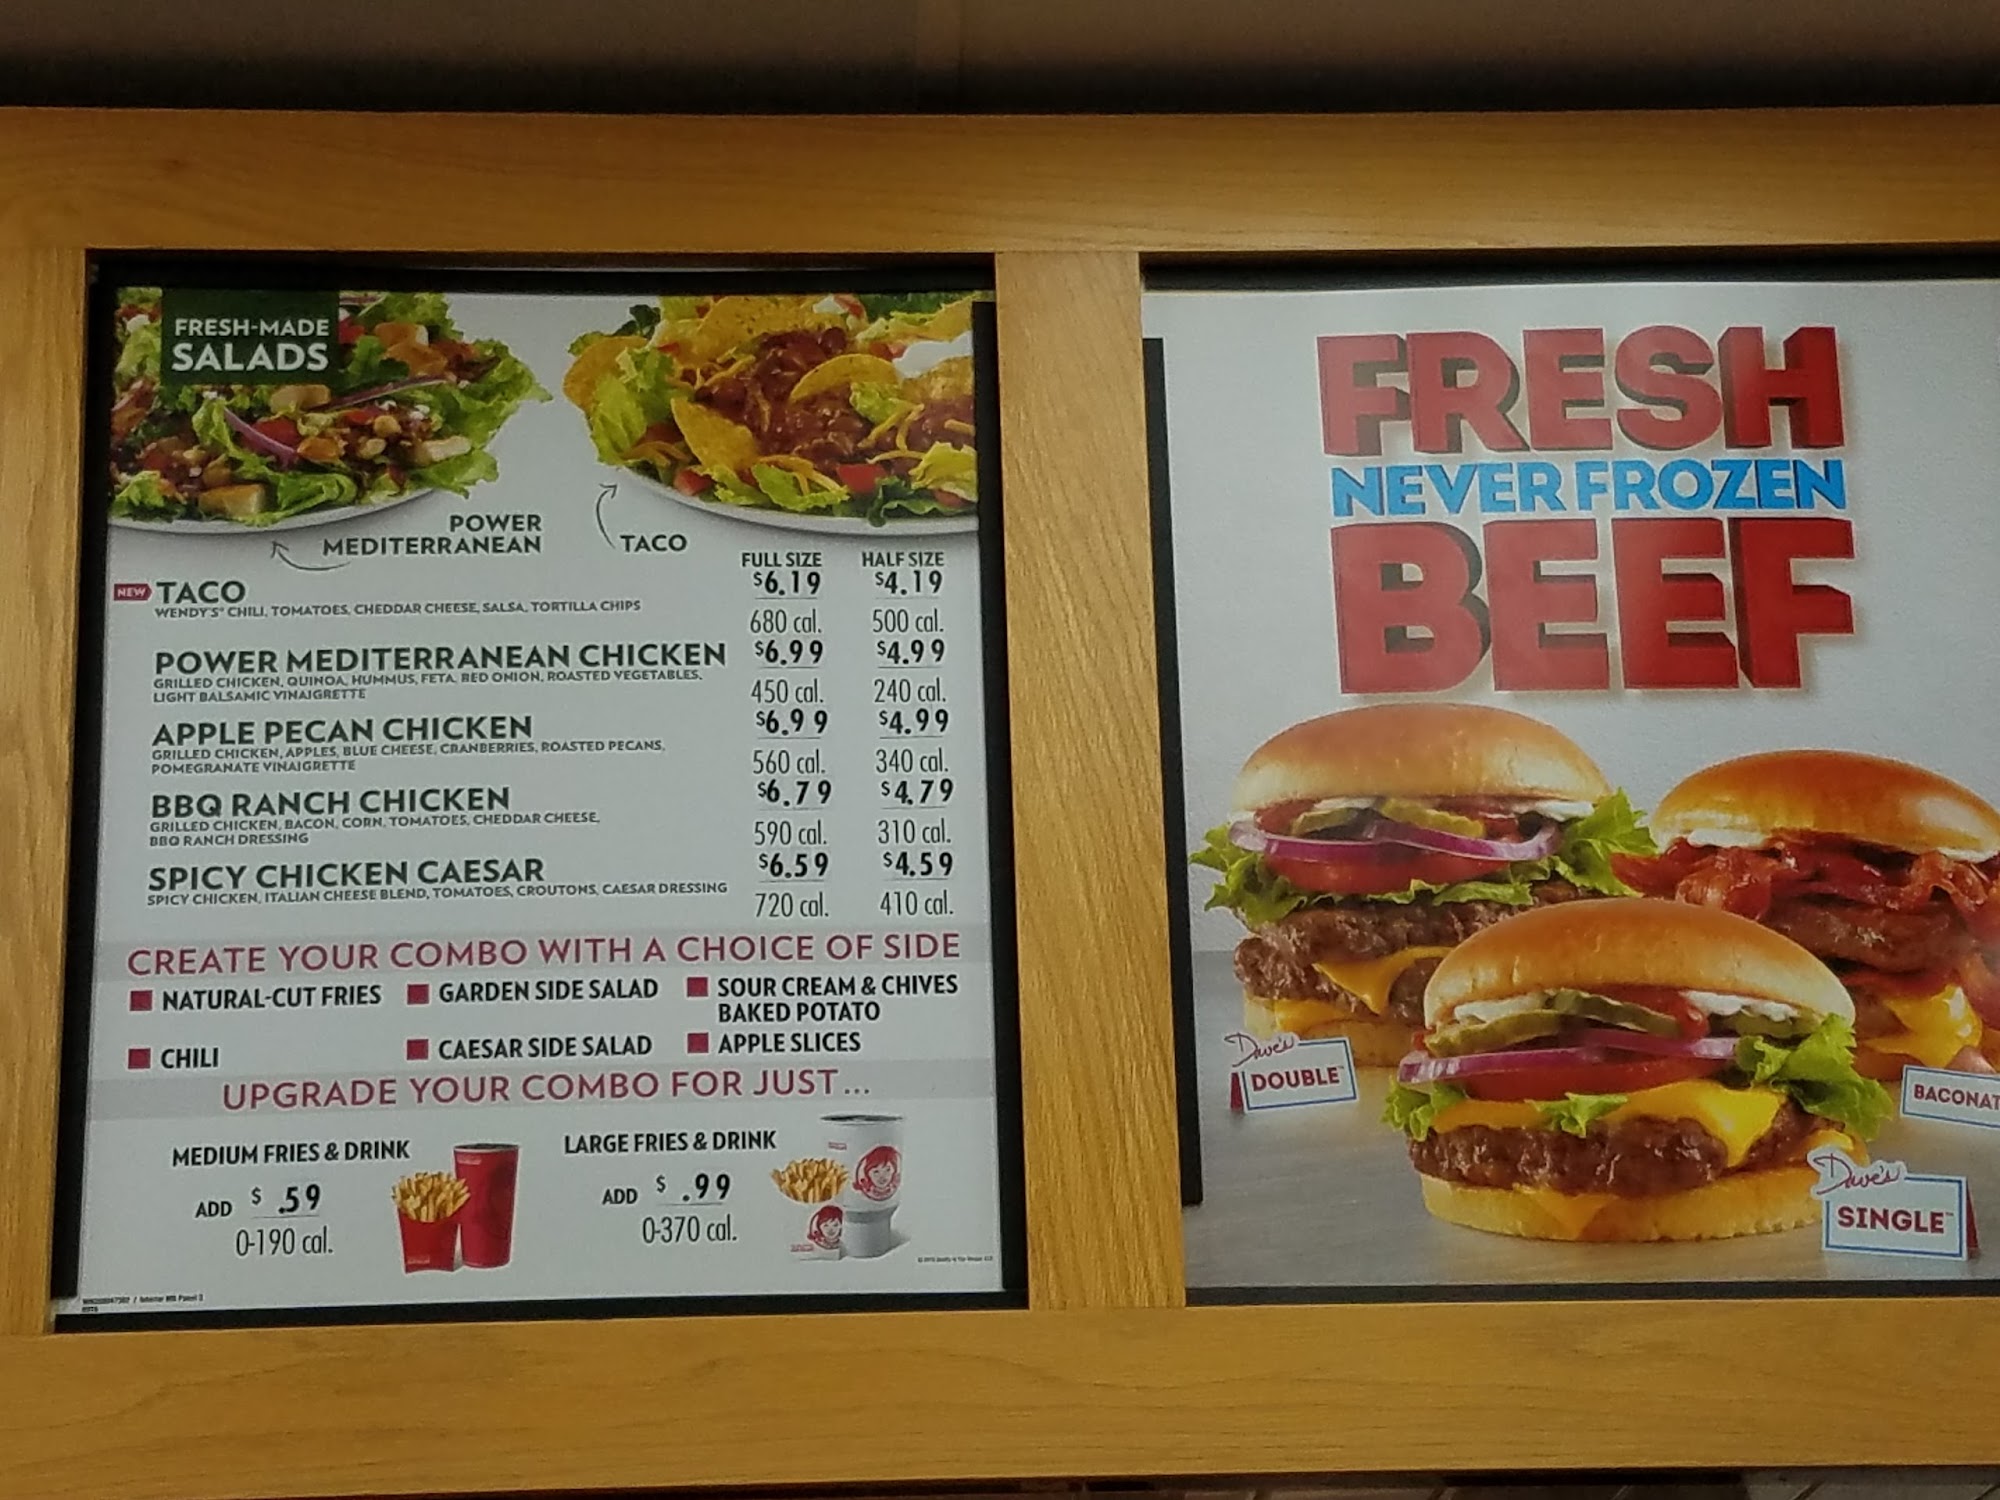 FRESH-MADE
SALADS
POWER
MEDITERRANEAN
TACO
FULL SIZE HALF SIZE
NEW TACO $6.19 $4.19
WENDY'S® CHILI, TOMATOES, CHEDDAR CHEESE, SALSA, TORTILLA CHIPS
680 cal. 500 cal.
POWER MEDITERRANEAN CHICKEN $6.99 $4.99
GRILLED CHICKEN, QUINOA, HUMMUS, FETA, RED ONION, ROASTED VEGETABLES,
LIGHT BALSAMIC VINAIGRETTE
450 cal. 240 cal.
APPLE PECAN CHICKEN $6.99 $4.99
GRILLED CHICKEN, APPLES, BLUE CHEESE, CRANBERRIES, ROASTED PECANS,
POMEGRANATE VINAIGRETTE
560 cal. 340 cal.
BBQ RANCH CHICKEN $6.79 $4.79
GRILLED CHICKEN, BACON, CORN, TOMATOES, CHEDDAR CHEESE,
BBQ RANCH DRESSING
590 cal. 310 cal.
SPICY CHICKEN CAESAR $6.59 $4.59
SPICY CHICKEN, ITALIAN CHEESE BLEND, TOMATOES, CROUTONS, CAESAR DRESSING
720 cal. 410 cal.
CREATE YOUR COMBO WITH A CHOICE OF SIDE
NATURAL-CUT FRIES GARDEN SIDE SALAD SOUR CREAM & CHIVES
BAKED POTATO
CHILI CAESAR SIDE SALAD APPLE SLICES
UPGRADE YOUR COMBO FOR JUST...
MEDIUM FRIES & DRINK
ADD $ .59
0-190 cal.
LARGE FRIES & DRINK
ADD $ .99
0-370 cal.
FRESH
NEVER FROZEN
BEEF
Dave's
DOUBLE™
BACONAT
Dave's
SINGLE™